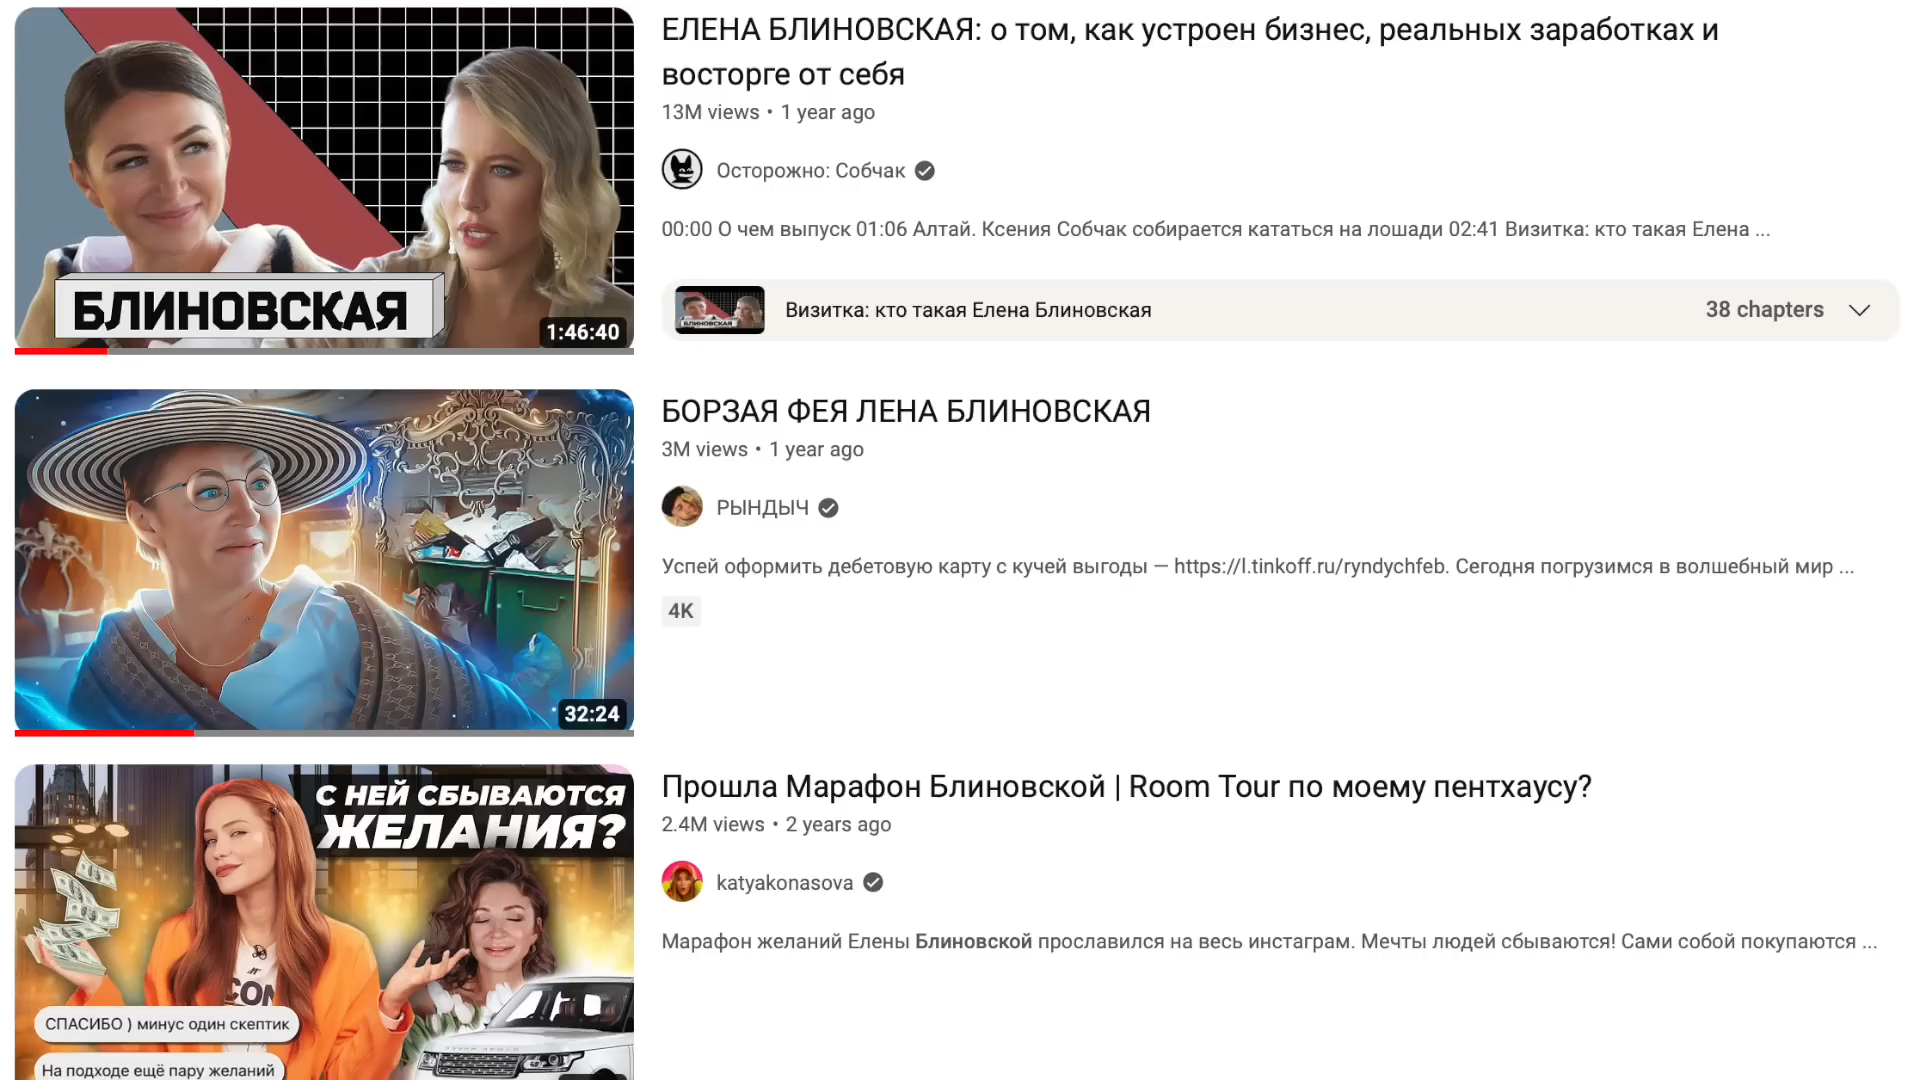 ЕЛЕНА БЛИНОВСКАЯ: о том, как устроен бизнес, реальных заработках и
восторге от себя
13M views • 1 year ago
Осторожно: Собчак
00:00 О чем выпуск 01:06 Алтай. Ксения Собчак собирается кататься на лошади 02:41 Визитка: кто такая Елена ...
БЛИНОВСКАЯ
1:46:40
БЛИНОВСКАЯ
Визитка: кто такая Елена Блиновская
38 chapters
БОРЗАЯ ФЕЯ ЛЕНА БЛИНОВСКАЯ
3M views • 1 year ago
РЫНДЫЧ
Успей оформить дебетовую карту с кучей выгоды — https://l.tinkoff.ru/ryndychfeb. Сегодня погрузимся в волшебный мир ...
4K
32:24
С НЕЙ СБЫВАЮТСЯ
ЖЕЛАНИЯ?
СПАСИБО ) минус один скептик
На подходе ещё пару желаний
Прошла Марафон Блиновской | Room Tour по моему пентхаусу?
2.4M views • 2 years ago
katyakonasova
Марафон желаний Елены Блиновской прославился на весь инстаграм. Мечты людей сбываются! Сами собой покупаются ...